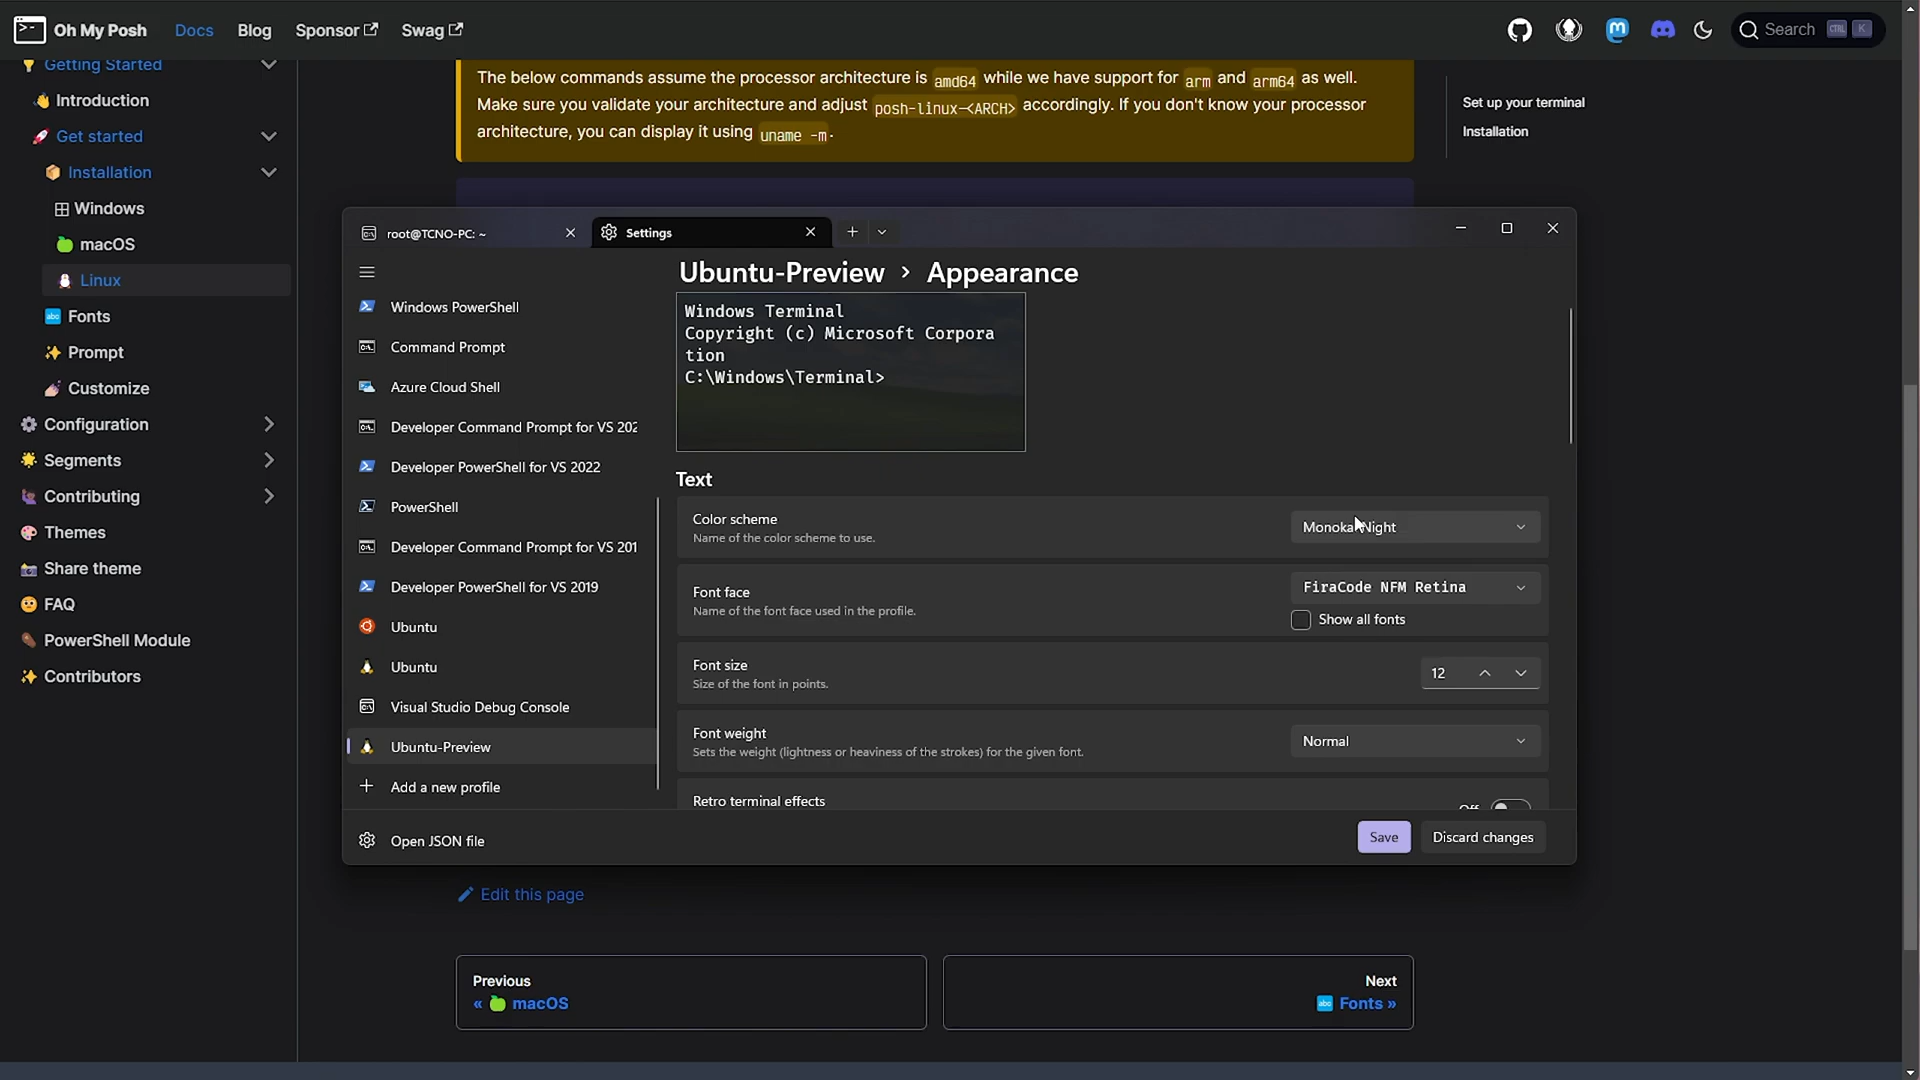 Oh My Posh
Docs
Blog
Sponsor
Swag
Search
CTRL K
Getting Started
Introduction
Get started
Installation
Windows
macOS
Linux
Fonts
Prompt
Customize
Configuration
Segments
Contributing
Themes
Share theme
FAQ
PowerShell Module
Contributors
The below commands assume the processor architecture is amd64 while we have support for arm and arm64 as well.
Make sure you validate your architecture and adjust posh-linux-<ARCH> accordingly. If you don't know your processor
architecture, you can display it using uname -m.
Set up your terminal
Installation
root@TCNO-PC: ~
Settings
Windows PowerShell
Command Prompt
Azure Cloud Shell
Developer Command Prompt for VS 202
Developer PowerShell for VS 2022
PowerShell
Developer Command Prompt for VS 201
Developer PowerShell for VS 2019
Ubuntu
Ubuntu
Visual Studio Debug Console
Ubuntu-Preview
Add a new profile
Open JSON file
Ubuntu-Preview > Appearance
Windows Terminal
Copyright (c) Microsoft Corpora
tion
C:\Windows\Terminal>
Text
Color scheme
Name of the color scheme to use.
Monokai Night
Font face
Name of the font face used in the profile.
FiraCode NFM Retina
Show all fonts
Font size
Size of the font in points.
12
Font weight
Sets the weight (lightness or heaviness of the strokes) for the given font.
Normal
Retro terminal effects
Off
Save
Discard changes
Edit this page
Previous
« macOS
Next
Fonts »